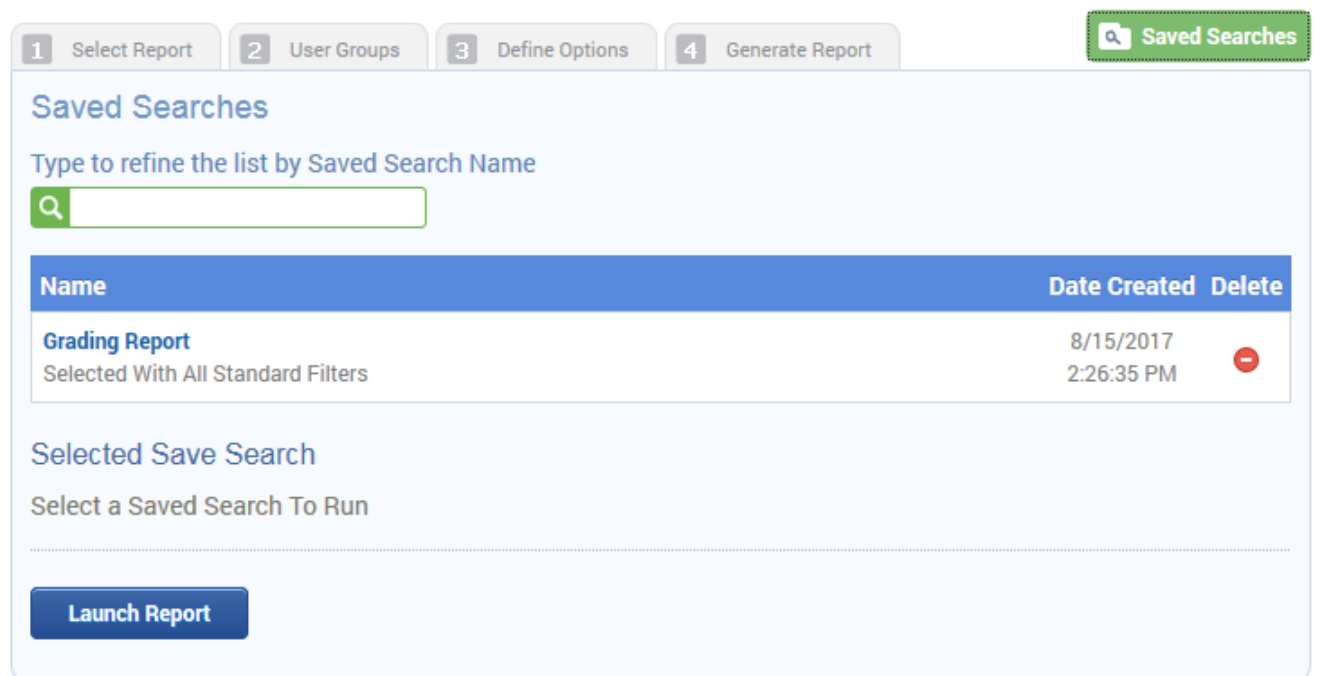 1 Select Report 2 User Groups 3 Define Options 4 Generate Report Saved Searches
Saved Searches
Type to refine the list by Saved Search Name
Name Date Created Delete
Grading Report 8/15/2017
Selected With All Standard Filters 2:26:35 PM
Selected Save Search
Select a Saved Search To Run
Launch Report